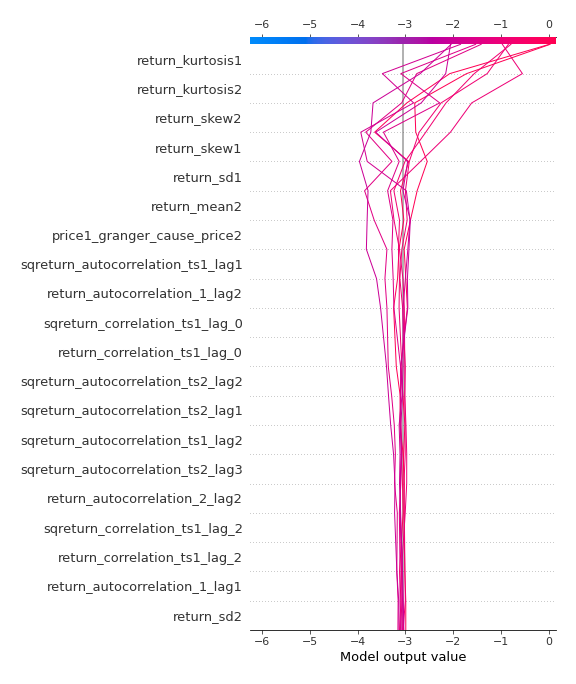 −6 −5 −4 −3 −2 −1 0
return_kurtosis1
return_kurtosis2
return_skew2
return_skew1
return_sd1
return_mean2
price1_granger_cause_price2
sqreturn_autocorrelation_ts1_lag1
return_autocorrelation_1_lag2
sqreturn_correlation_ts1_lag_0
return_correlation_ts1_lag_0
sqreturn_autocorrelation_ts2_lag2
sqreturn_autocorrelation_ts2_lag1
sqreturn_autocorrelation_ts1_lag2
sqreturn_autocorrelation_ts2_lag3
return_autocorrelation_2_lag2
sqreturn_correlation_ts1_lag_2
return_correlation_ts1_lag_2
return_autocorrelation_1_lag1
return_sd2
−6 −5 −4 −3 −2 −1 0
Model output value